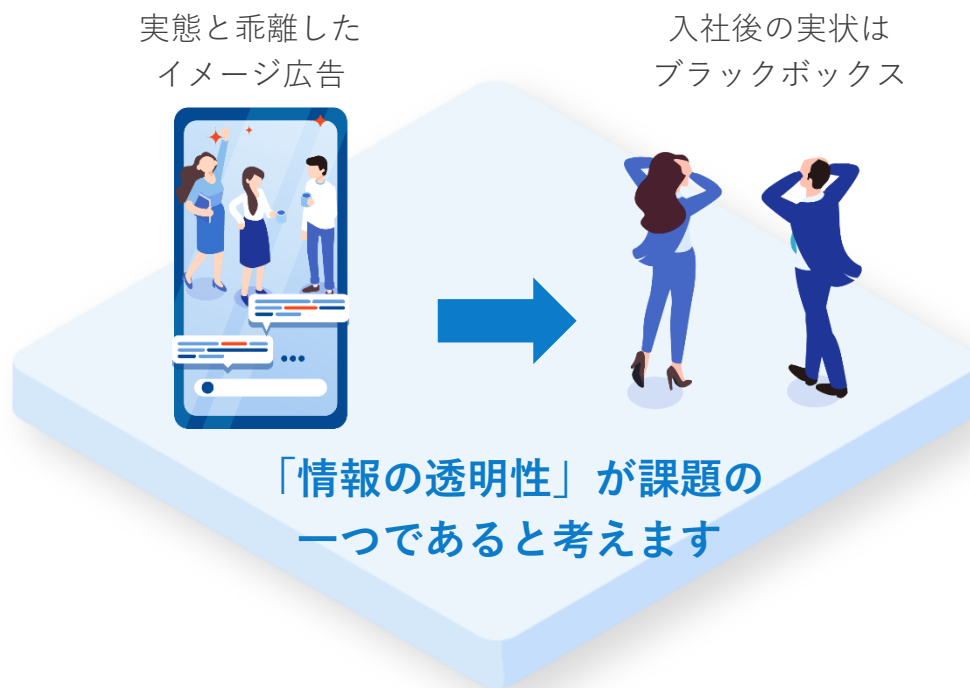 実態と乖離した
イメージ広告
入社後の実状は
ブラックボックス
「情報の透明性」が課題の
一つであると考えます